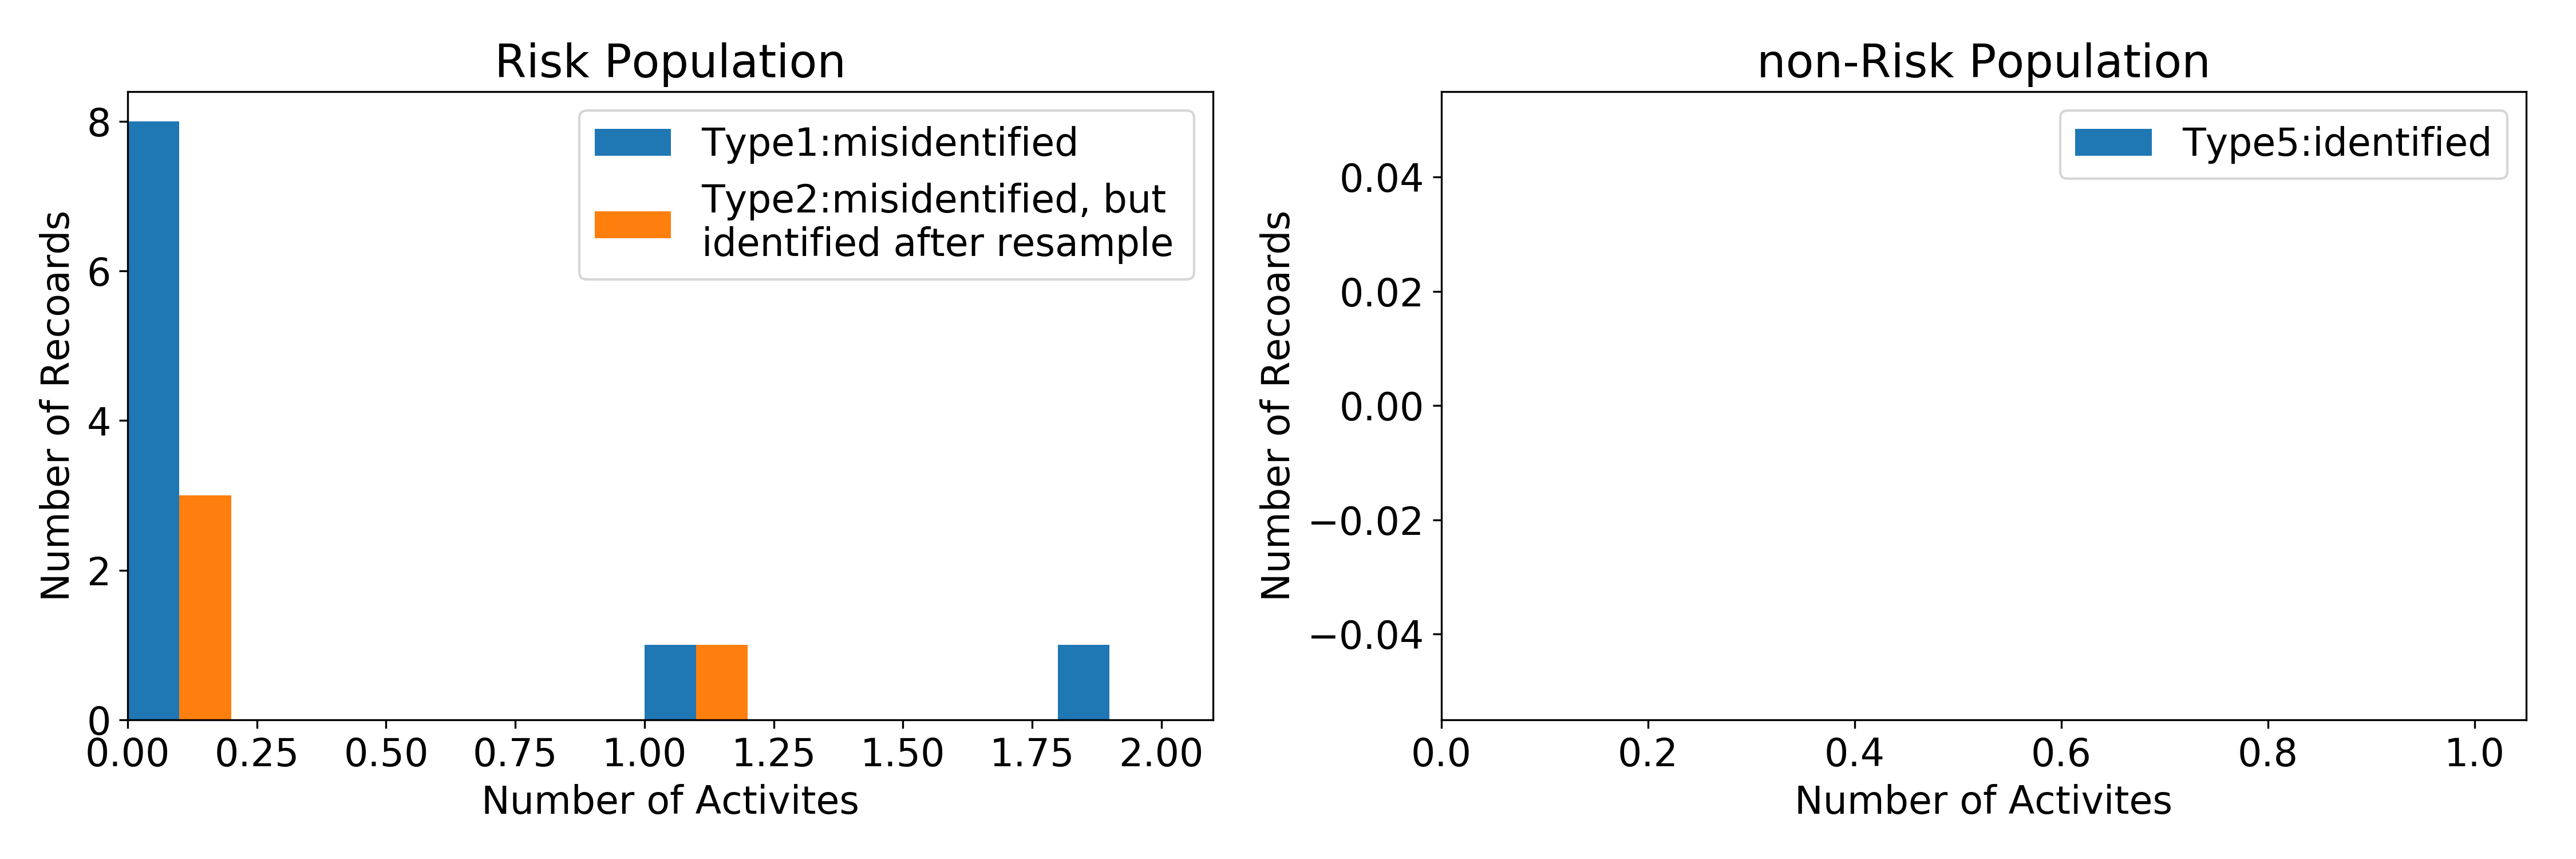 Risk Population
8
6
4
2
0
Number of Recoards
Type1:misidentified
Type2:misidentified, but
identified after resample
0.00 0.25 0.50 0.75 1.00 1.25 1.50 1.75 2.00
Number of Activites
non-Risk Population
0.04
0.02
0.00
−0.02
−0.04
Number of Recoards
Type5:identified
0.0 0.2 0.4 0.6 0.8 1.0
Number of Activites